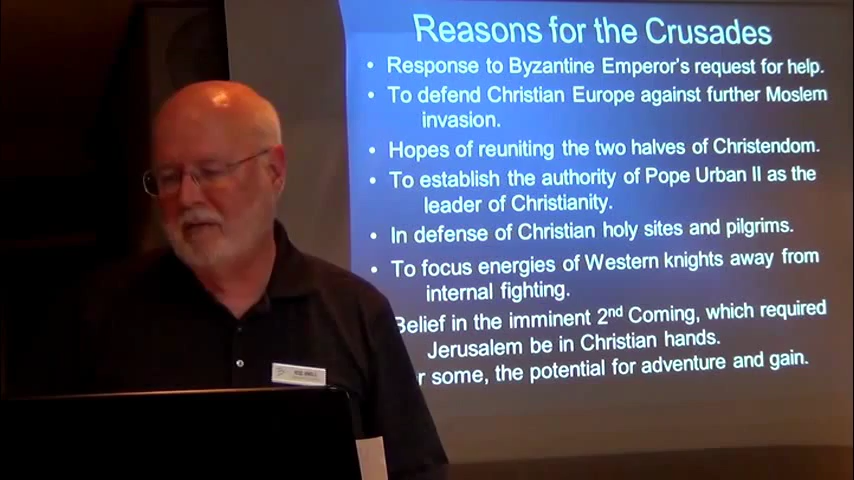 Reasons for the Crusades
• Response to Byzantine Emperor's request for help.
• To defend Christian Europe against further Moslem
invasion.
• Hopes of reuniting the two halves of Christendom.
• To establish the authority of Pope Urban II as the
leader of Christianity.
• In defense of Christian holy sites and pilgrims.
• To focus energies of Western knights away from
internal fighting.
Belief in the imminent 2nd Coming, which required
Jerusalem be in Christian hands.
r some, the potential for adventure and gain.